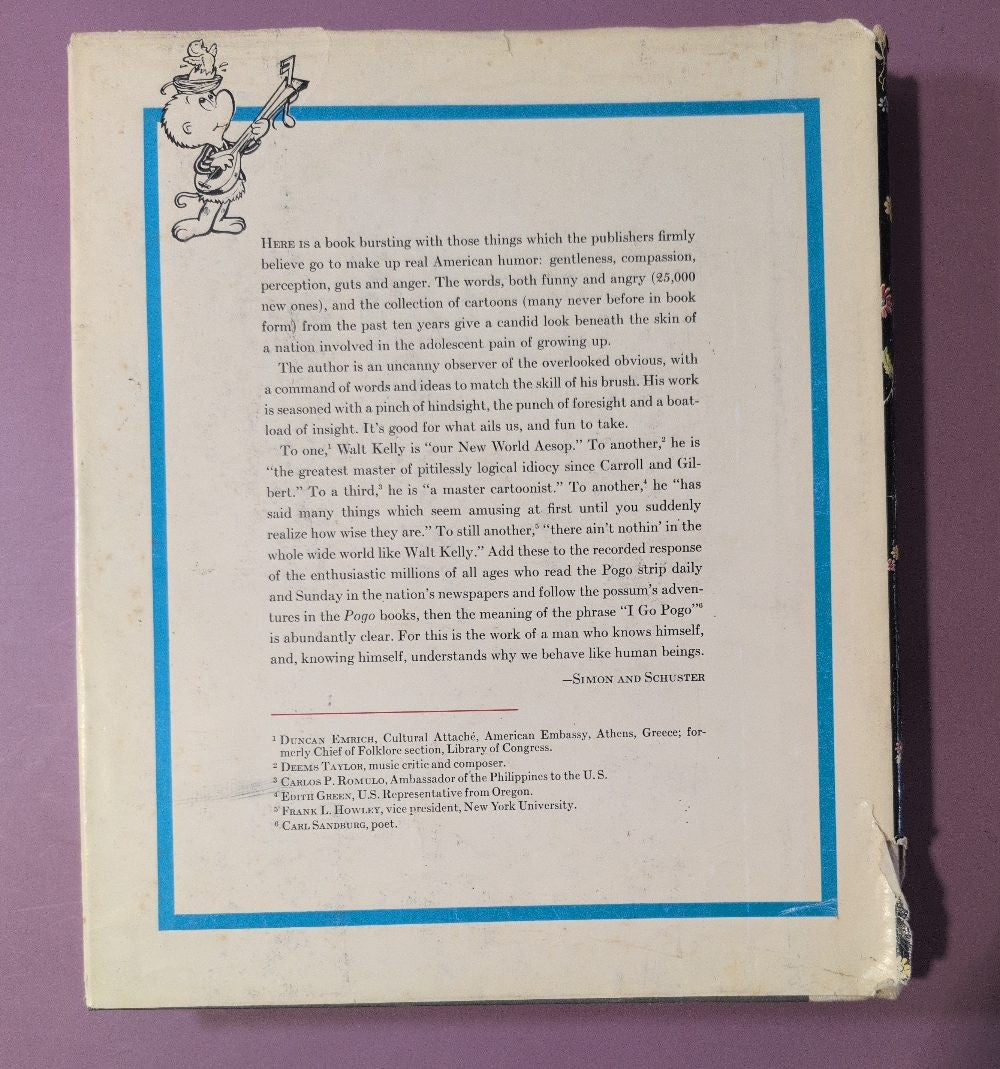 HERE IS a book bursting with those things which the publishers firmly
believe go to make up real American humor: gentleness, compassion,
perception, guts and anger. The words, both funny and angry (25,000
new ones), and the collection of cartoons (many never before in book
form) from the past ten years give a candid look beneath the skin of
a nation involved in the adolescent pain of growing up.
The author is an uncanny observer of the overlooked obvious, with
a command of words and ideas to match the skill of his brush. His work
is seasoned with a pinch of hindsight, the punch of foresight and a boat-
load of insight. It's good for what ails us, and fun to take.
To one,¹ Walt Kelly is "our New World Aesop." To another,² he is
"the greatest master of pitilessly logical idiocy since Carroll and Gil-
bert." To a third,³ he is "a master cartoonist." To another,⁴ he "has
said many things which seem amusing at first until you suddenly
realize how wise they are." To still another,⁵ "there ain't nothin' in the
whole wide world like Walt Kelly." Add these to the recorded response
of the enthusiastic millions of all ages who read the Pogo strip daily
and Sunday in the nation's newspapers and follow the possum's adven-
tures in the Pogo books, then the meaning of the phrase "I Go Pogo"⁶
is abundantly clear. For this is the work of a man who knows himself,
and, knowing himself, understands why we behave like human beings.
—SIMON AND SCHUSTER
¹ DUNCAN EMRICH, Cultural Attaché, American Embassy, Athens, Greece; for-
merly Chief of Folklore section, Library of Congress.
² DEEMS TAYLOR, music critic and composer.
³ CARLOS P. ROMULO, Ambassador of the Philippines to the U. S.
⁴ EDITH GREEN, U.S. Representative from Oregon.
⁵ FRANK L. HOWLEY, vice president, New York University.
⁶ CARL SANDBURG, poet.